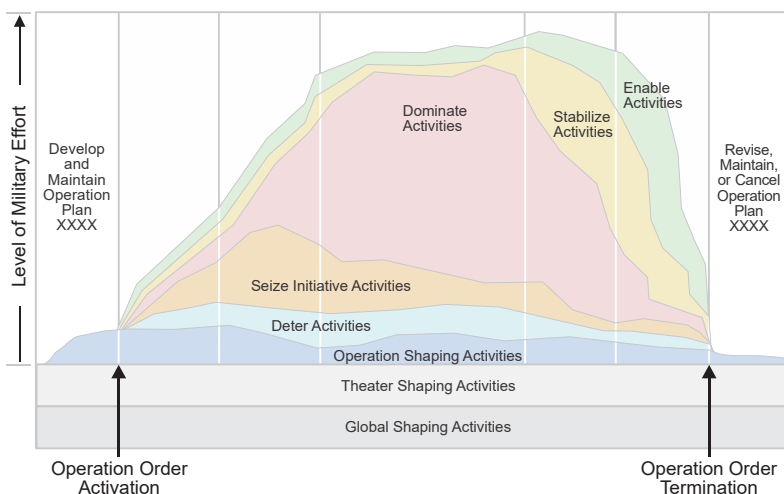 Level of Military Effort
Develop
and
Maintain
Operation
Plan
XXXX
Dominate
Activities
Stabilize
Activities
Enable
Activities
Revise,
Maintain,
or Cancel
Operation
Plan
XXXX
Seize Initiative Activities
Deter Activities
Operation Shaping Activities
Theater Shaping Activities
Global Shaping Activities
Operation Order
Activation
Operation Order
Termination